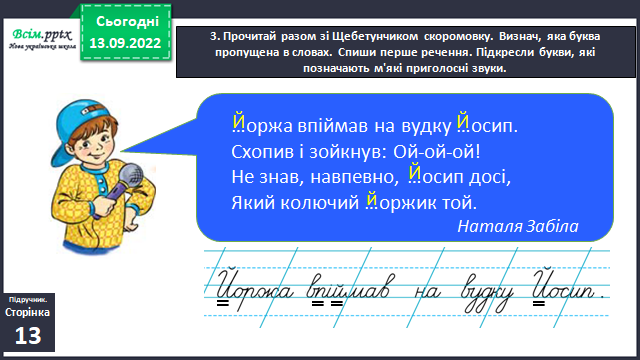 Всім.pptx
Нова українська школа
Сьогодні
13.09.2022
3. Прочитай разом зі Щебетунчиком скоромовку. Визнач, яка буква
пропущена в словах. Спиши перше речення. Підкресли букви, які
позначають м'які приголосні звуки.
Йоржа впіймав на вудку Йосип.
Схопив і зойкнув: Ой-ой-ой!
Не знав, напевно, Йосип досі,
Який колючий йоржик той.
Наталя Забіла
Йоржа впіймав на вудку Йосип.
Підручник.
Сторінка
13